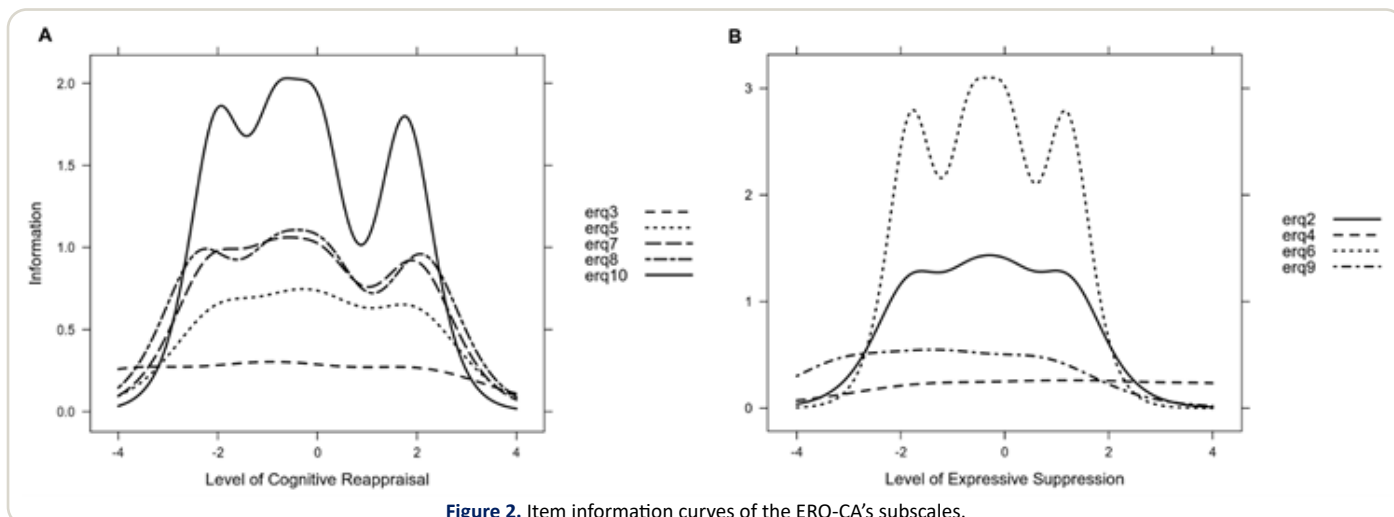 A
B
2.0
1.5
1.0
0.5
0.0
Information
-4 -2 0 2 4
Level of Cognitive Reappraisal
erq3
erq5
erq7
erq8
erq10
3
2
1
0
-4 -2 0 2 4
Level of Expressive Suppression
erq2
erq4
erq6
erq9
Figure 2. Item information curves of the ERQ-CA's subscales.